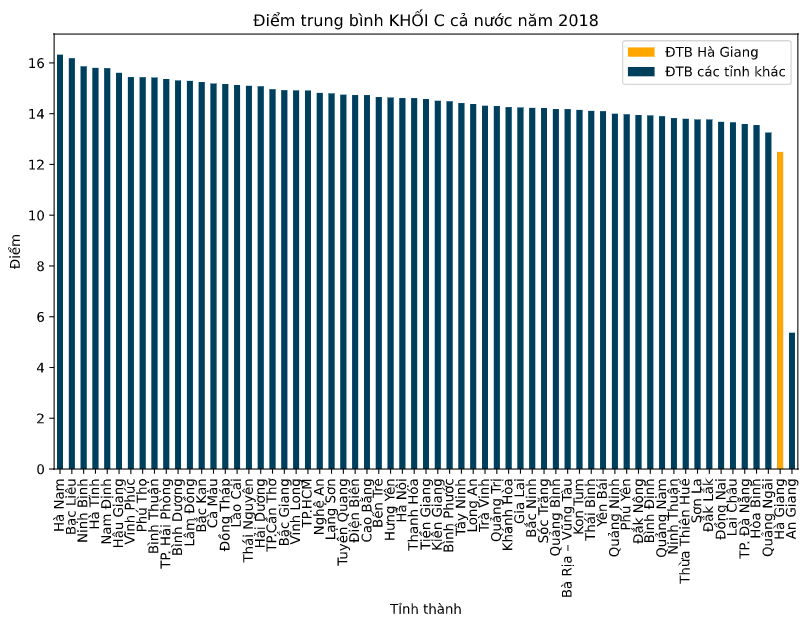 Điểm trung bình KHỐI C cả nước năm 2018
ĐTB Hà Giang
ĐTB các tỉnh khác
16
14
12
10
8
6
4
2
0
Điểm
Hà Nam
Bạc Liêu
Ninh Bình
Hà Tĩnh
Nam Định
Hậu Giang
Vĩnh Phúc
Phú Thọ
Bình Thuận
TP. Hải Phòng
Bình Dương
Lâm Đồng
Bắc Kạn
Cà Mau
Đồng Tháp
Lào Cai
Thái Nguyên
Hải Dương
TP.Cần Thơ
Bắc Giang
Vĩnh Long
TP.HCM
Nghệ An
Lạng Sơn
Tuyên Quang
Điện Biên
Cao Bằng
Bến Tre
Hưng Yên
Hà Nội
Thanh Hóa
Tiền Giang
Kiên Giang
Bình Phước
Tây Ninh
Long An
Trà Vinh
Quảng Trị
Khánh Hòa
Gia Lai
Bắc Ninh
Sóc Trăng
Quảng Bình
Bà Rịa – Vũng Tàu
Kon Tum
Thái Bình
Yên Bái
Quảng Ninh
Phú Yên
Đắk Nông
Bình Định
Quảng Nam
Ninh Thuận
Thừa Thiên Huế
Sơn La
Đắk Lắk
Đồng Nai
Lai Châu
TP. Đà Nẵng
Hòa Bình
Quảng Ngãi
Hà Giang
An Giang
Tỉnh thành